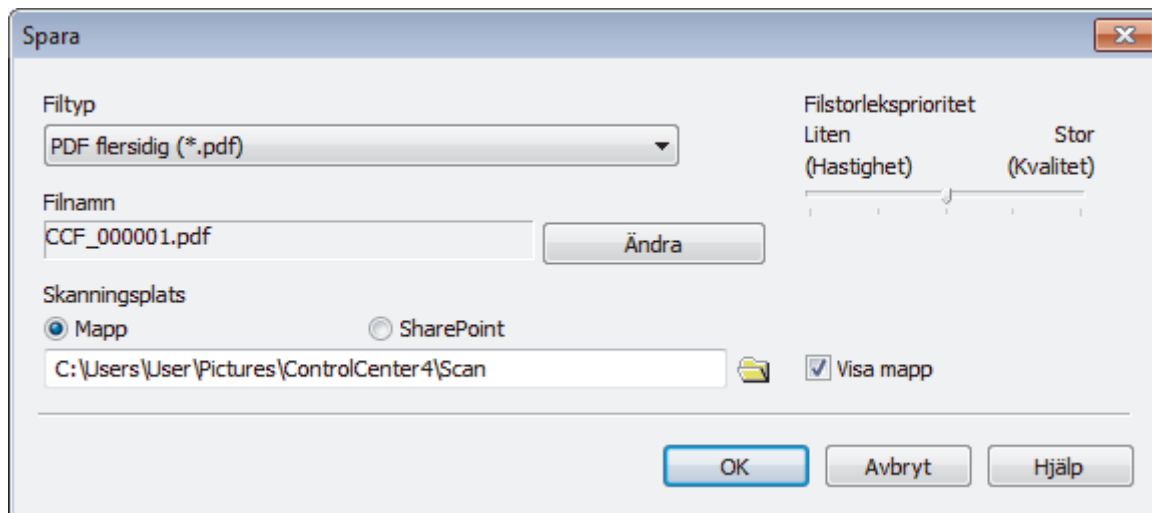 Spara
Filtyp
PDF flersidig (*.pdf)
Filnamn
CCF_000001.pdf
Ändra
Filstorleksprioritet
Liten Stor
(Hastighet) (Kvalitet)
Skanningsplats
Mapp SharePoint
C:\Users\User\Pictures\ControlCenter4\Scan
Visa mapp
OK Avbryt Hjälp